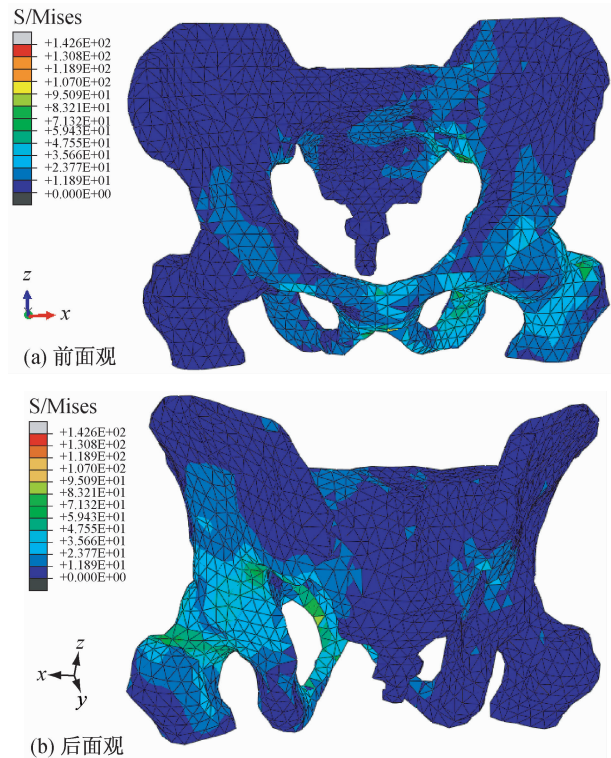 S/Mises
+1.426E+02
+1.308E+02
+1.189E+02
+1.070E+02
+9.509E+01
+8.321E+01
+7.132E+01
+5.943E+01
+4.755E+01
+3.566E+01
+2.377E+01
+1.189E+01
+0.000E+00
z
x
(a) 前面观
S/Mises
+1.426E+02
+1.308E+02
+1.189E+02
+1.070E+02
+9.509E+01
+8.321E+01
+7.132E+01
+5.943E+01
+4.755E+01
+3.566E+01
+2.377E+01
+1.189E+01
+0.000E+00
z
x
y
(b) 后面观